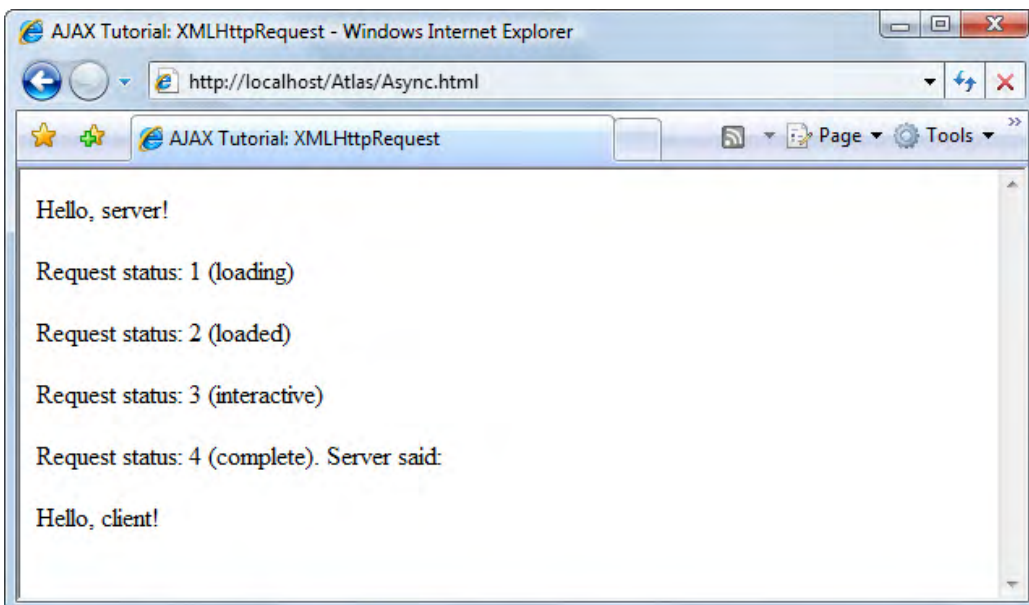 AJAX Tutorial: XMLHttpRequest - Windows Internet Explorer
http://localhost/Atlas/Async.html
AJAX Tutorial: XMLHttpRequest
Page
Tools
Hello, server!
Request status: 1 (loading)
Request status: 2 (loaded)
Request status: 3 (interactive)
Request status: 4 (complete). Server said:
Hello, client!